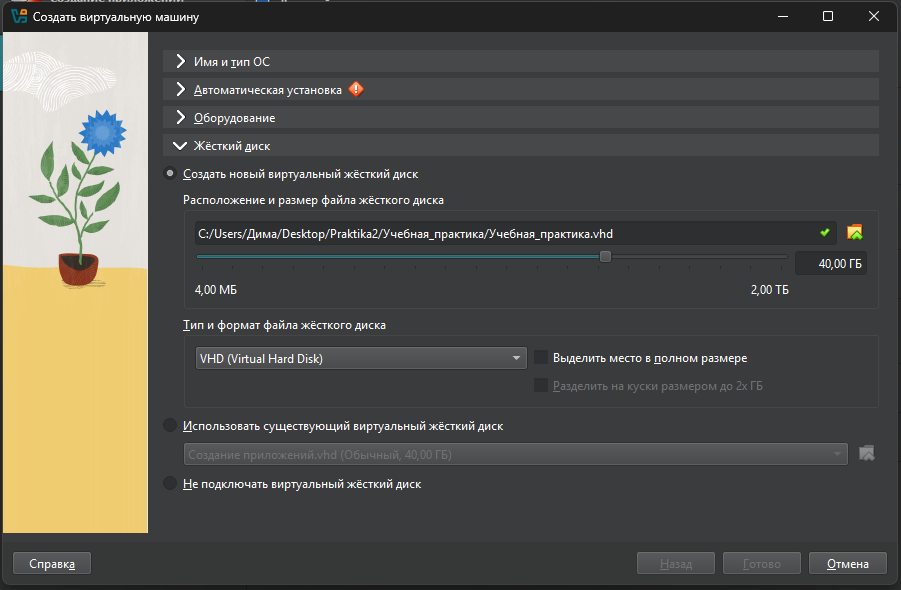 Создать виртуальную машину
Имя и тип ОС
Автоматическая установка
Оборудование
Жёсткий диск
Создать новый виртуальный жёсткий диск
Расположение и размер файла жёсткого диска
C:/Users/Дима/Desktop/Praktika2/Учебная_практика/Учебная_практика.vhd
40,00 ГБ
4,00 МБ
2,00 ТБ
Тип и формат файла жёсткого диска
VHD (Virtual Hard Disk)
Выделить место в полном размере
Разделить на куски размером до 2х ГБ
Использовать существующий виртуальный жёсткий диск
Создание приложений.vhd (Обычный, 40,00 ГБ)
Не подключать виртуальный жёсткий диск
Справка
Назад
Готово
Отмена